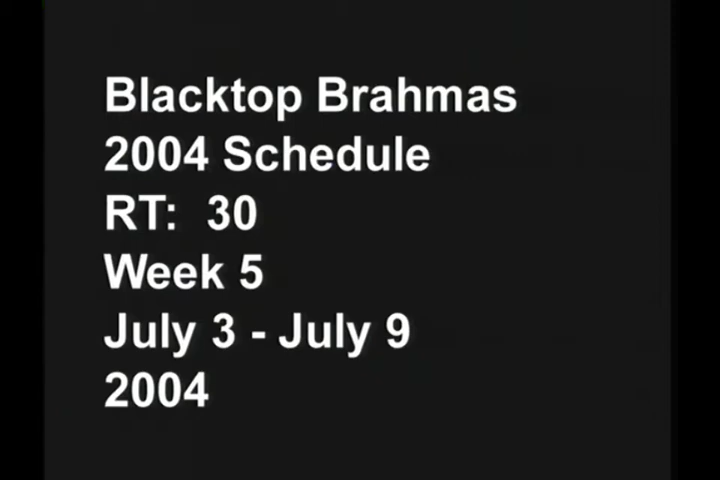 Blacktop Brahmas
2004 Schedule
RT:  30
Week 5
July 3 - July 9
2004